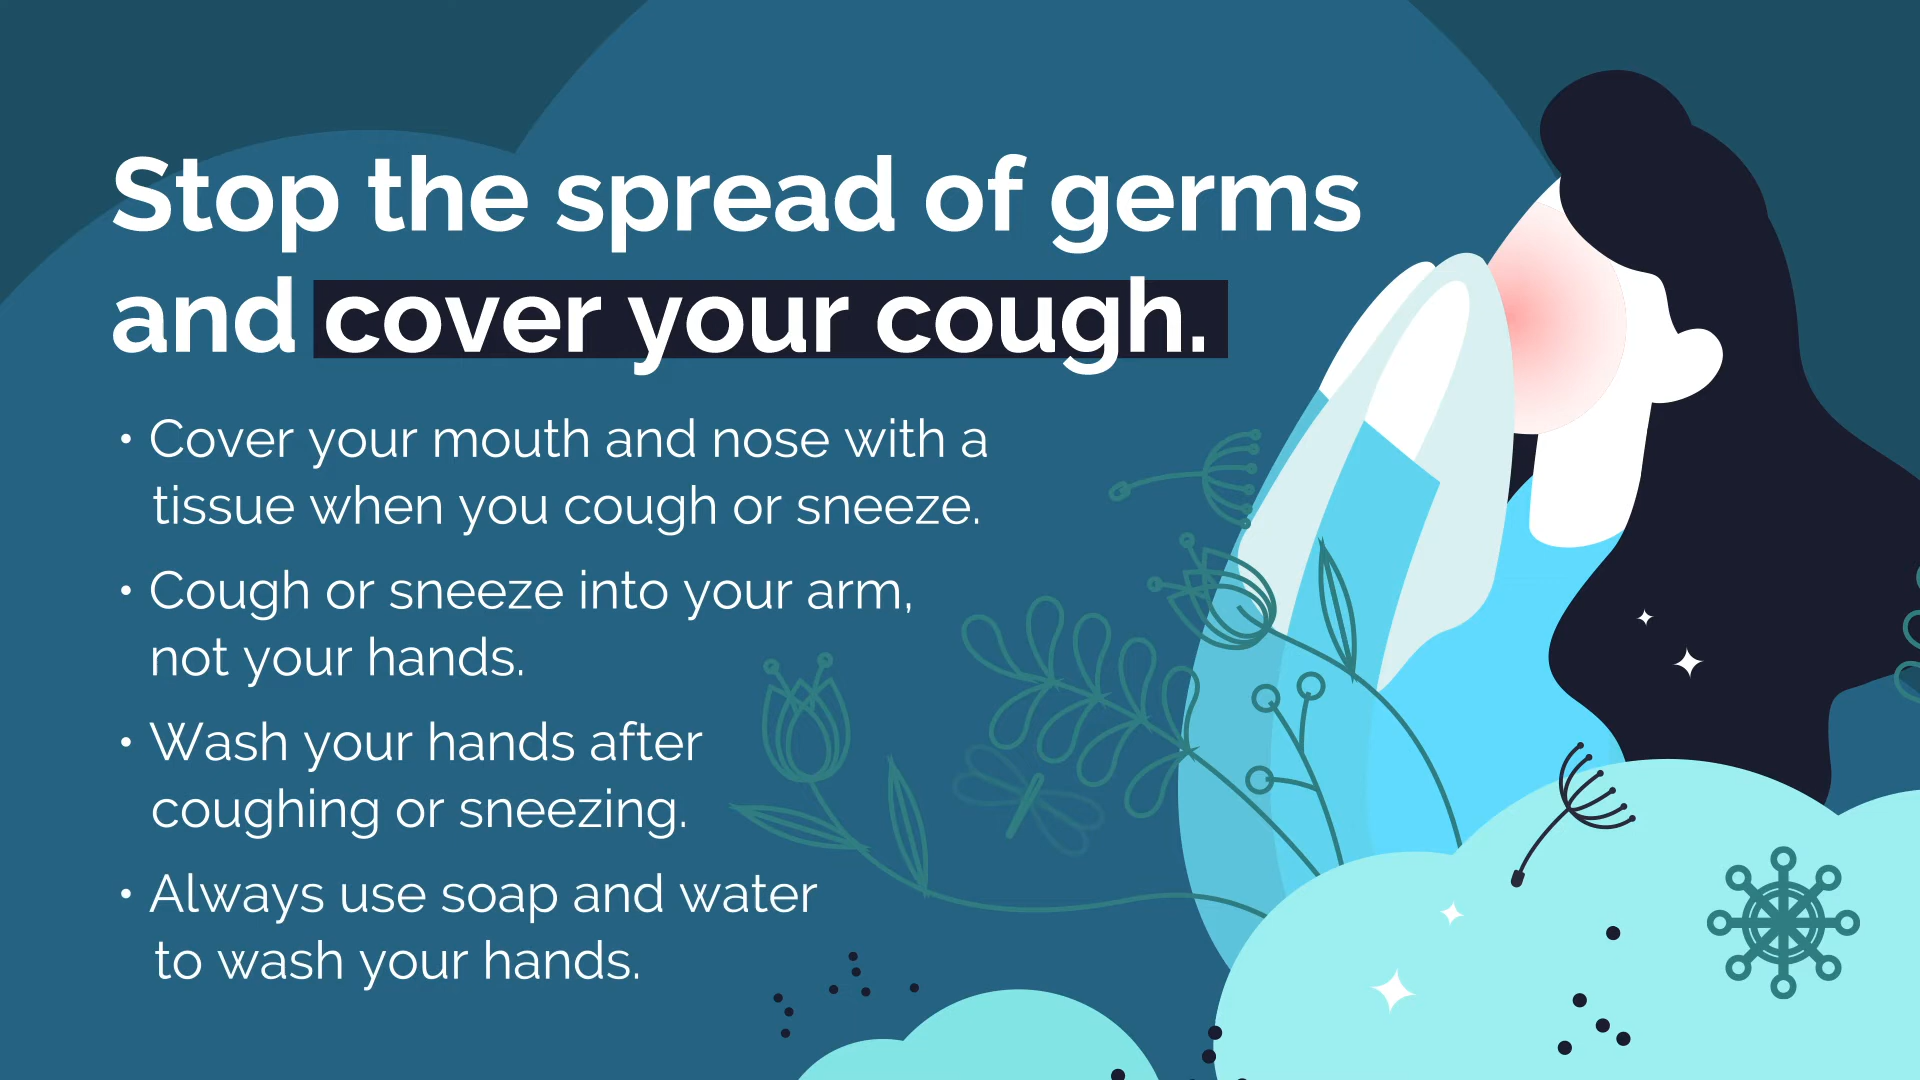 Stop the spread of germs
and cover your cough.
• Cover your mouth and nose with a
tissue when you cough or sneeze.
• Cough or sneeze into your arm,
not your hands.
• Wash your hands after
coughing or sneezing.
• Always use soap and water
to wash your hands.